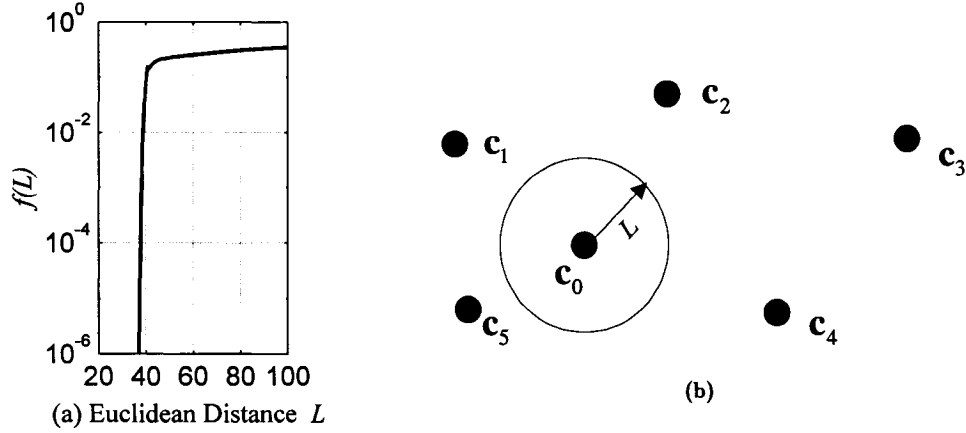 10^0
10^-2
10^-4
10^-6
f(L)
20 40 60 80 100
(a) Euclidean Distance L
c_1
c_2
c_3
L
c_0
c_5
c_4
(b)